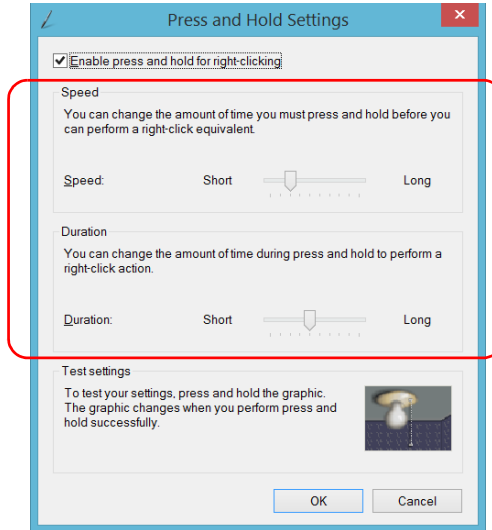 Press and Hold Settings
Enable press and hold for right-clicking
Speed
You can change the amount of time you must press and hold before you
can perform a right-click equivalent.
Speed: Short Long
Duration
You can change the amount of time during press and hold to perform a
right-click action.
Duration: Short Long
Test settings
To test your settings, press and hold the graphic.
The graphic changes when you perform press and
hold successfully.
OK Cancel